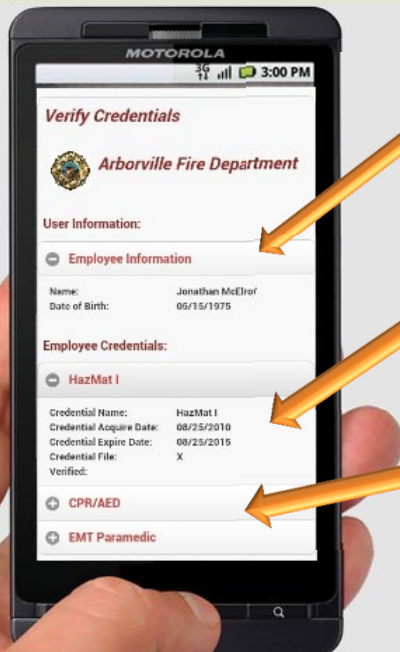 MOTOROLA
3G 3:00 PM
Verify Credentials
Arborville Fire Department
User Information:
Employee Information
Name: Jonathan McElrof
Date of Birth: 05/15/1975
Employee Credentials:
HazMat I
Credential Name: HazMat I
Credential Acquire Date: 08/25/2010
Credential Expire Date: 08/25/2015
Credential File: X
Verified:
CPR/AED
EMT Paramedic